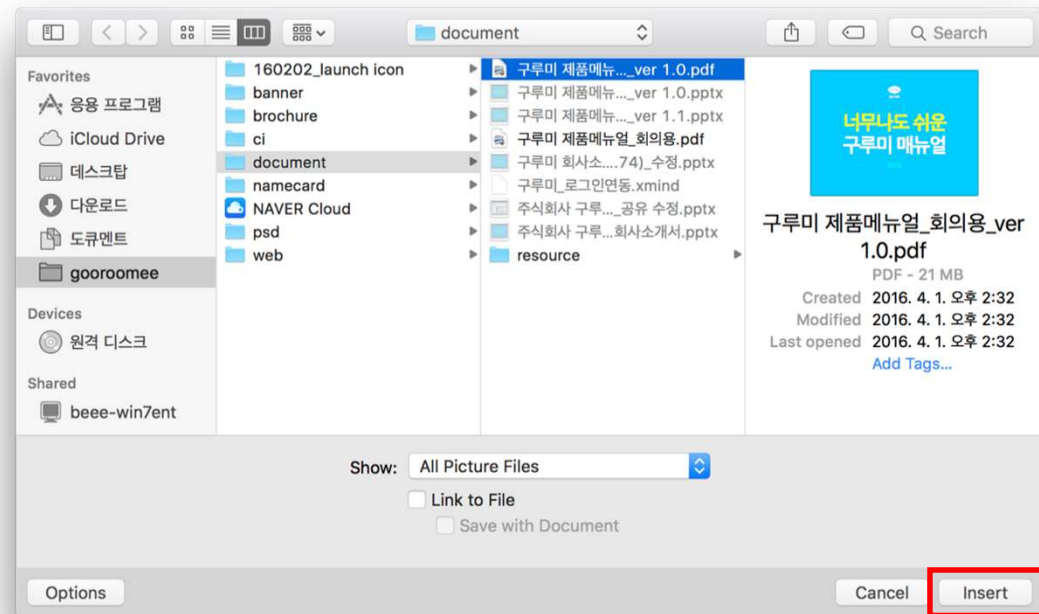 document
Search
Favorites
응용 프로그램
iCloud Drive
데스크탑
다운로드
도큐멘트
gooroomee
Devices
원격 디스크
Shared
beee-win7ent
160202_launch icon
banner
brochure
ci
document
namecard
NAVER Cloud
psd
web
구루미 제품메뉴..._ver 1.0.pdf
구루미 제품메뉴..._ver 1.0.pptx
구루미 제품메뉴..._ver 1.1.pptx
구루미 제품메뉴얼_회의용.pdf
구루미 회사소....74)_수정.pptx
구루미_로그인연동.xmind
주식회사 구루..._공유 수정.pptx
주식회사 구루...회사소개서.pptx
resource
너무나도 쉬운
구루미 매뉴얼
구루미 제품메뉴얼_회의용_ver
1.0.pdf
PDF - 21 MB
Created 2016. 4. 1. 오후 2:32
Modified 2016. 4. 1. 오후 2:32
Last opened 2016. 4. 1. 오후 2:32
Add Tags...
Show: All Picture Files
Link to File
Save with Document
Options
Cancel
Insert